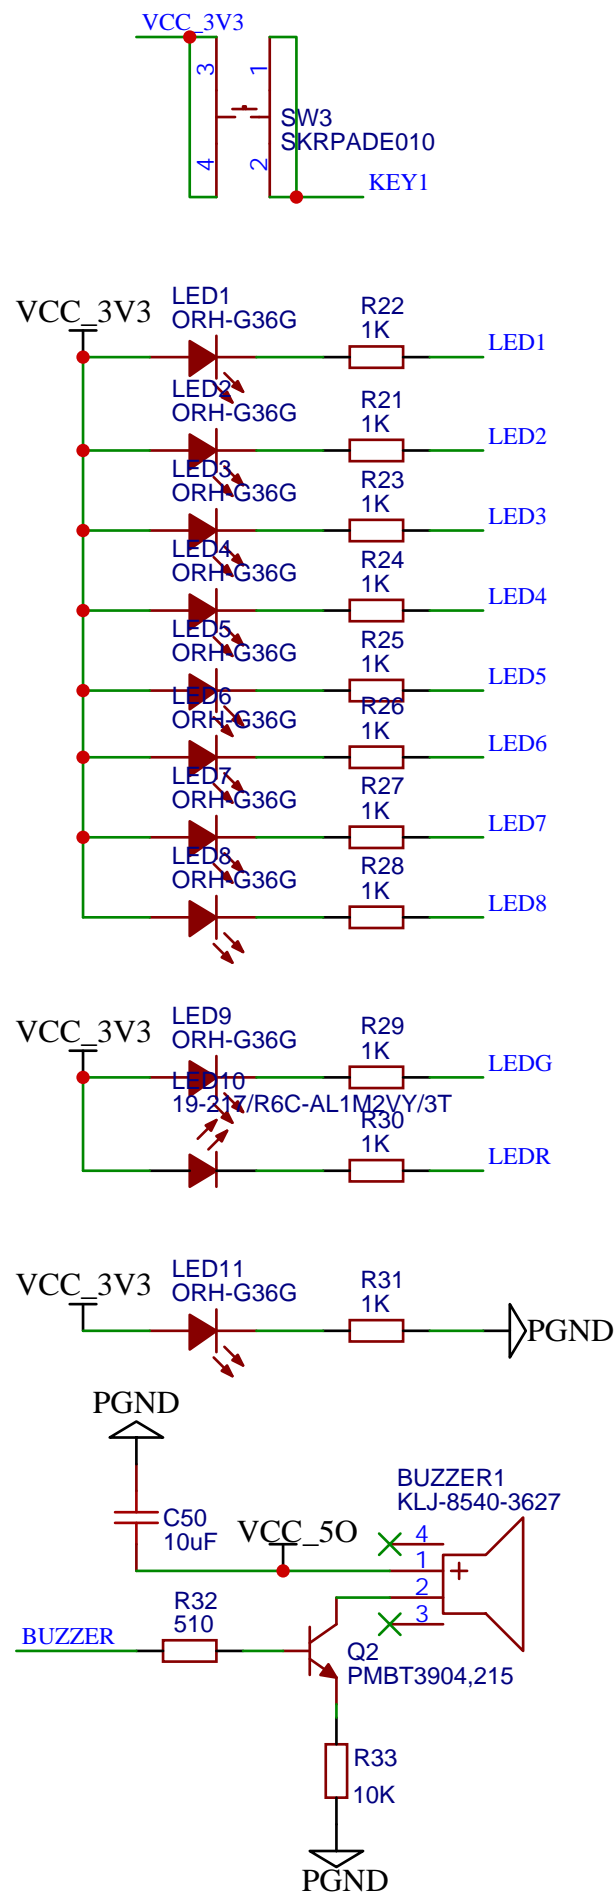 VCC_3V3
3
1
SW3
SKRPADE010
4
2
KEY1
LED1
ORH-G36G
VCC_3V3
R22
1K
LED1
LED2
ORH-G36G
R21
1K
LED2
LED3
ORH-G36G
R23
1K
LED3
LED4
ORH-G36G
R24
1K
LED4
LED5
ORH-G36G
R25
1K
LED5
LED6
ORH-G36G
R26
1K
LED6
LED7
ORH-G36G
R27
1K
LED7
LED8
ORH-G36G
R28
1K
LED8
LED9
ORH-G36G
VCC_3V3
R29
1K
LEDG
LED10
19-217/R6C-AL1M2VY/3T
R30
1K
LEDR
LED11
ORH-G36G
VCC_3V3
R31
1K
PGND
PGND
BUZZER1
KLJ-8540-3627
C50
10uF
VCC_5O
4
1
2
3
R32
510
BUZZER
Q2
PMBT3904,215
R33
10K
PGND